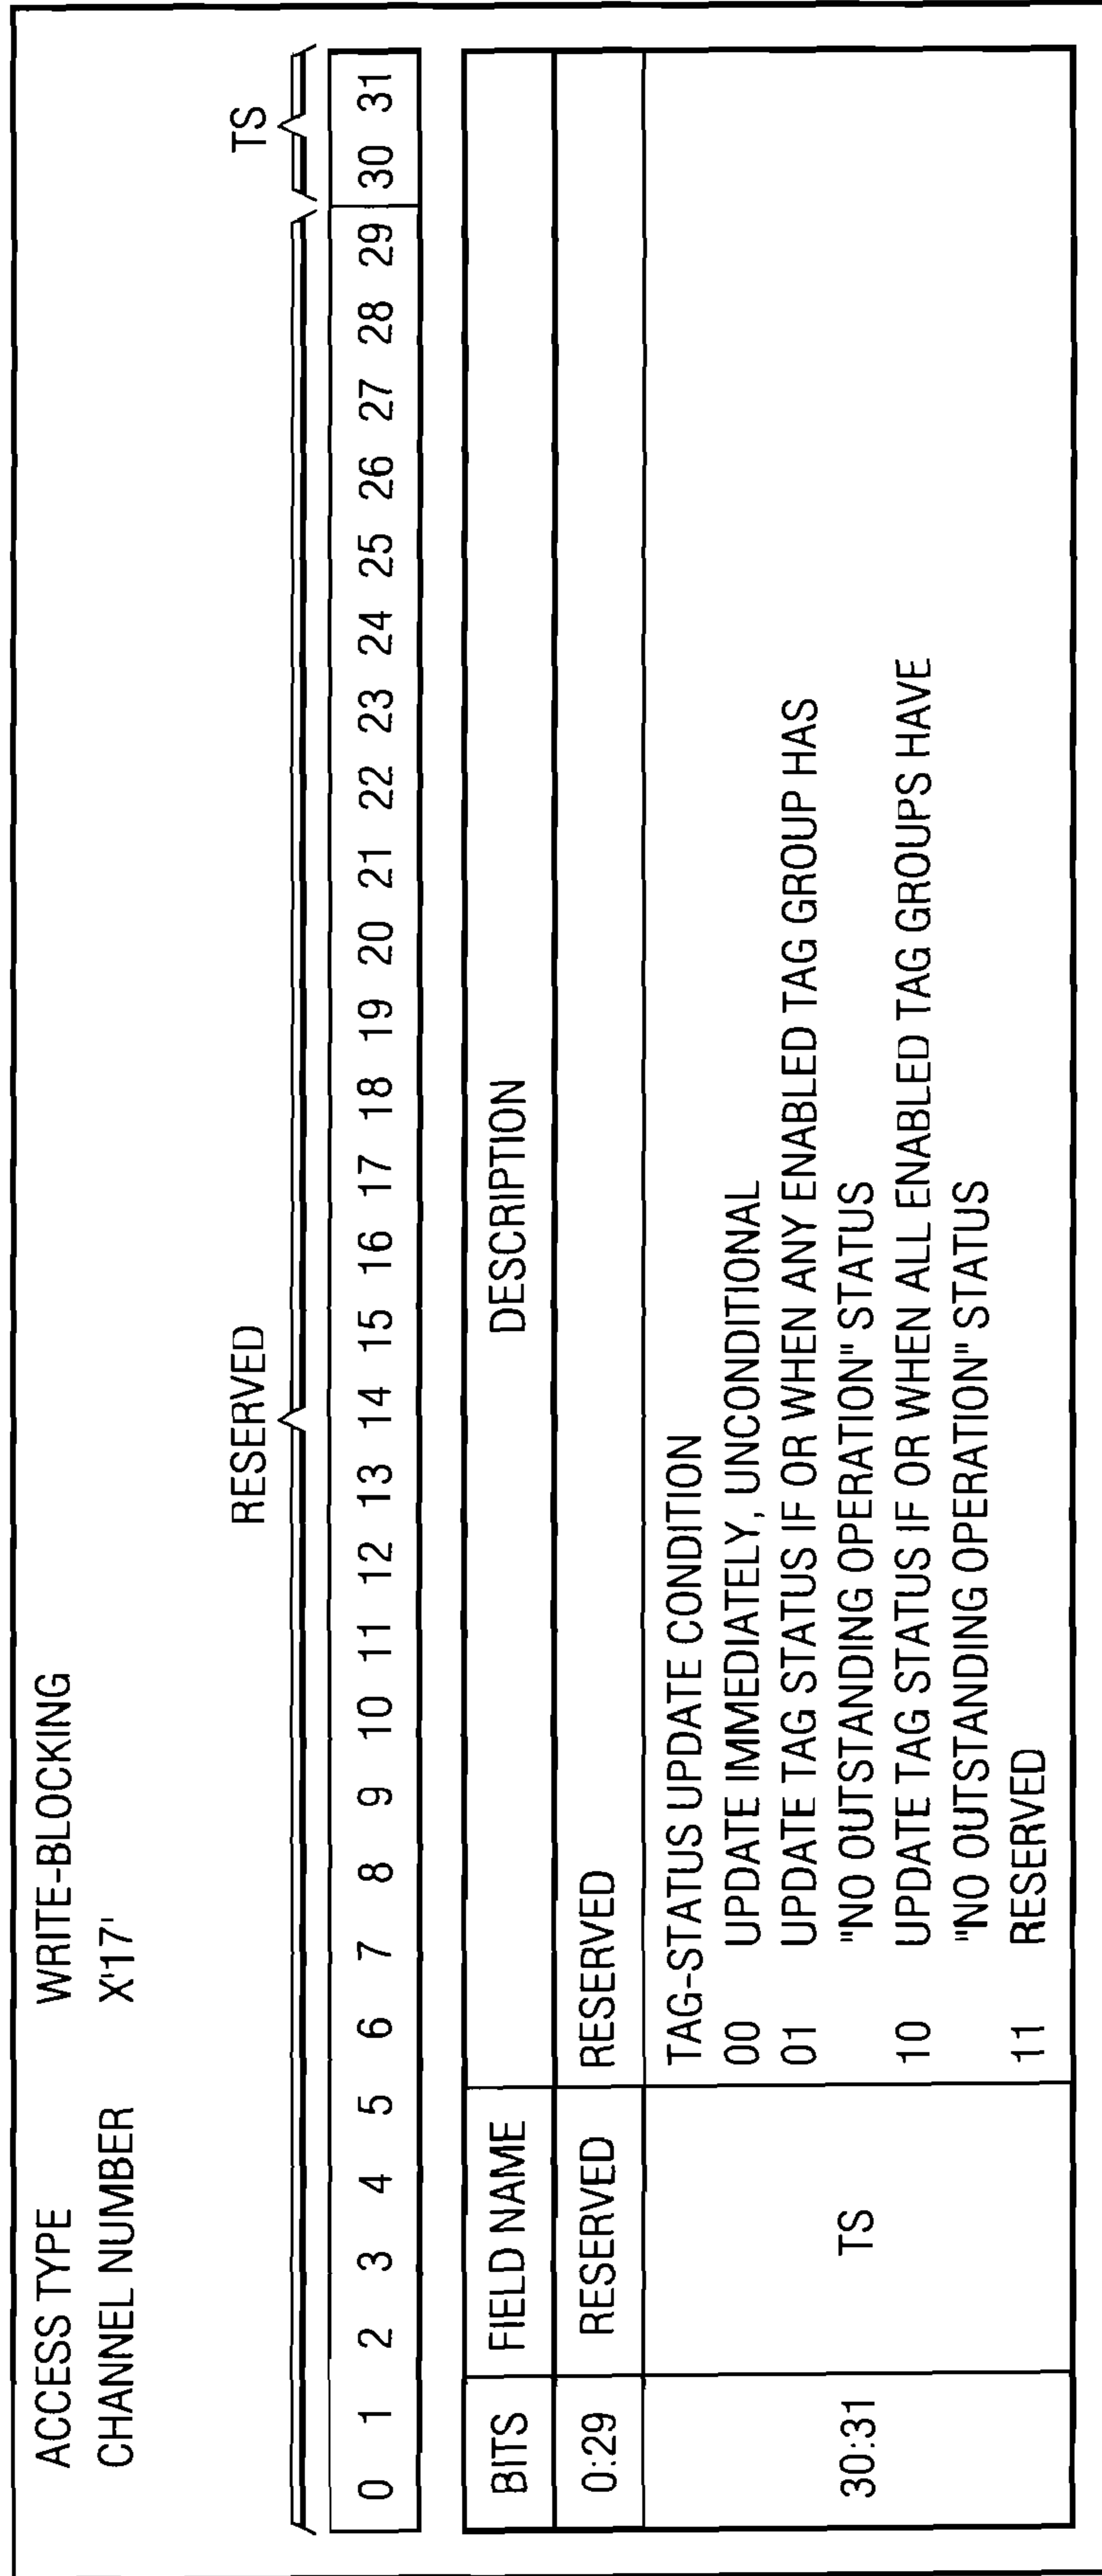 ACCESS TYPE WRITE-BLOCKING
CHANNEL NUMBER X'17'
RESERVED TS
0 1 2 3 4 5 6 7 8 9 10 11 12 13 14 15 16 17 18 19 20 21 22 23 24 25 26 27 28 29 30 31
BITS FIELD NAME DESCRIPTION
0:29 RESERVED RESERVED
30:31 TS
TAG-STATUS UPDATE CONDITION
00 UPDATE IMMEDIATELY, UNCONDITIONAL
01 UPDATE TAG STATUS IF OR WHEN ANY ENABLED TAG GROUP HAS
"NO OUTSTANDING OPERATION" STATUS
10 UPDATE TAG STATUS IF OR WHEN ALL ENABLED TAG GROUPS HAVE
"NO OUTSTANDING OPERATION" STATUS
11 RESERVED